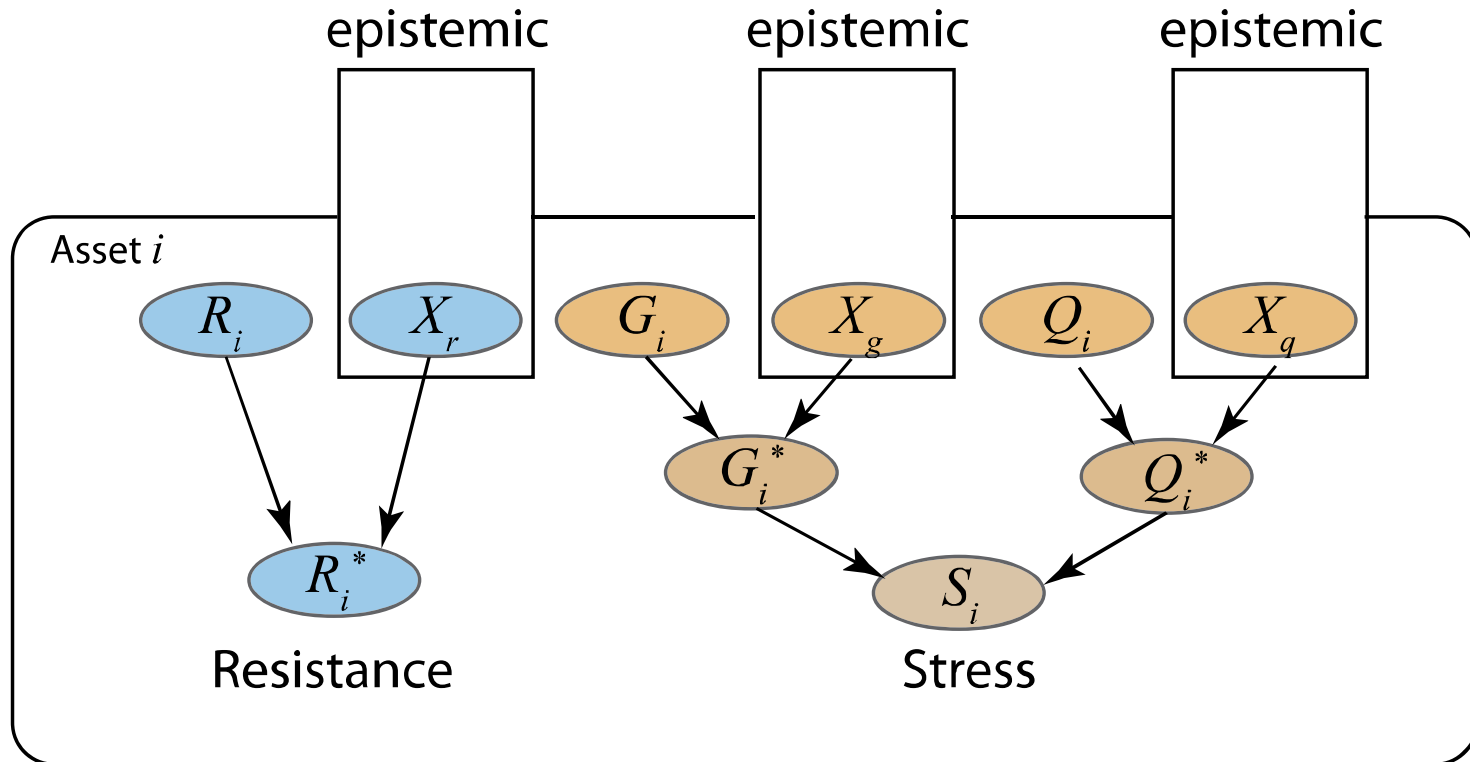 epistemic epistemic epistemic
Asset i
R_i X_r G_i X_g Q_i X_q
G_i^* Q_i^*
R_i^* S_i
Resistance Stress